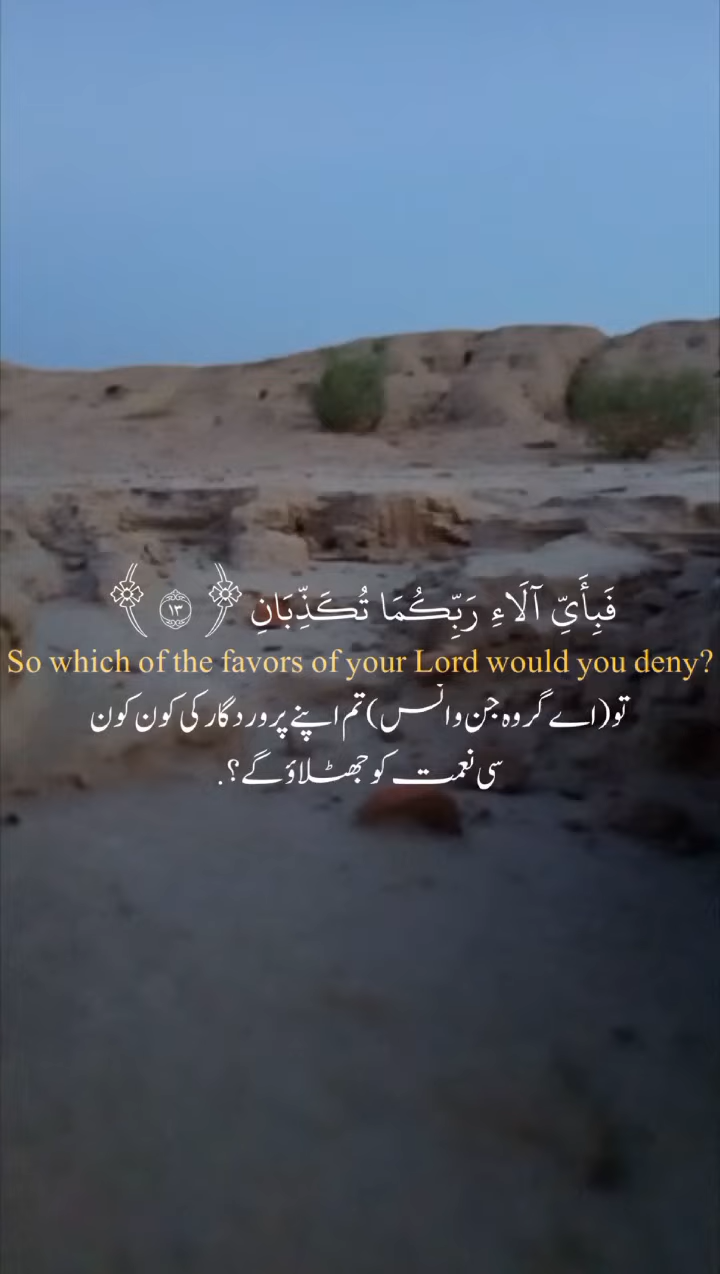 فَبِأَيِّ آلَاءِ رَبِّكُمَا تُكَذِّبَانِ ﴿١٣﴾
So which of the favors of your Lord would you deny?
تو(اے گروہ جن وانس)تم اپنے پروردگار کی کون کون
سی نعمت کو جھٹلاؤ گے؟.